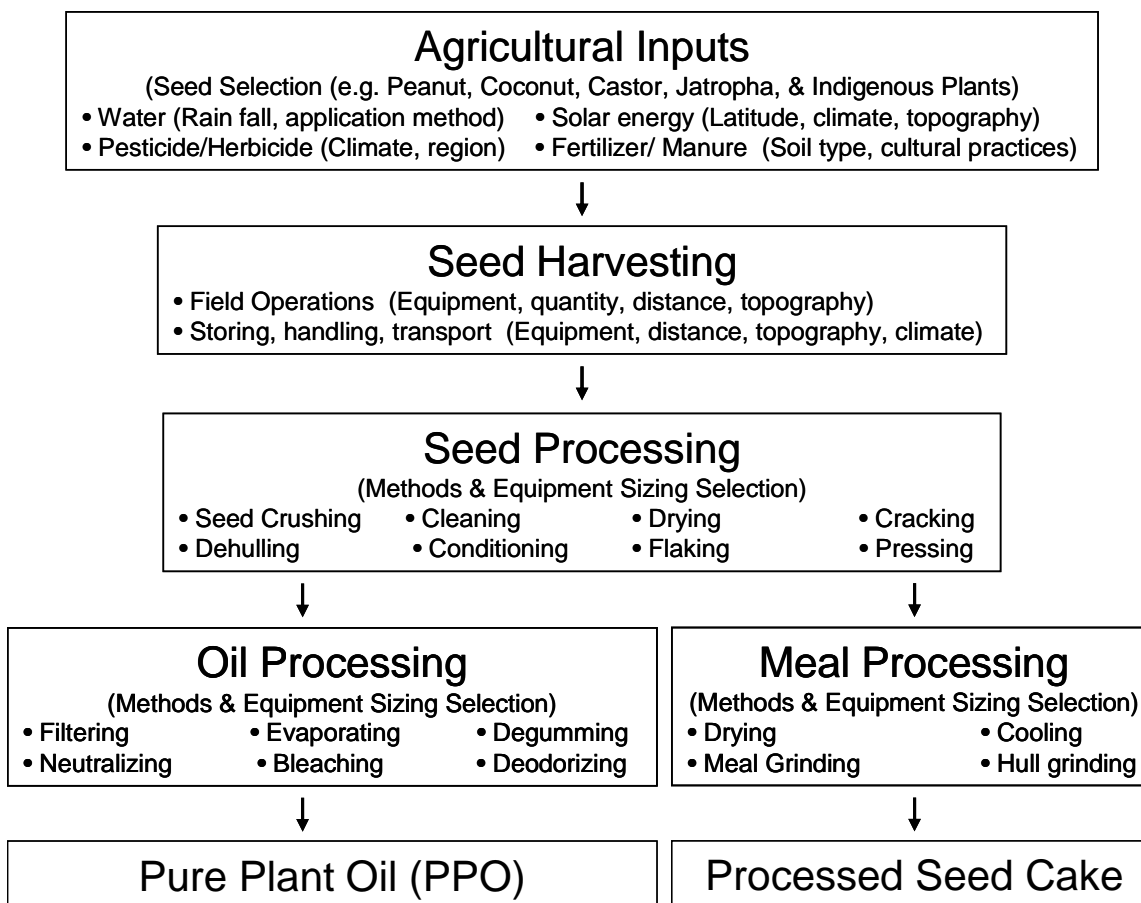 Agricultural Inputs
(Seed Selection (e.g. Peanut, Coconut, Castor, Jatropha, & Indigenous Plants)
• Water (Rain fall, application method) • Solar energy (Latitude, climate, topography)
• Pesticide/Herbicide (Climate, region) • Fertilizer/ Manure (Soil type, cultural practices)
Seed Harvesting
• Field Operations (Equipment, quantity, distance, topography)
• Storing, handling, transport (Equipment, distance, topography, climate)
Seed Processing
(Methods & Equipment Sizing Selection)
• Seed Crushing • Cleaning • Drying • Cracking
• Dehulling • Conditioning • Flaking • Pressing
Oil Processing
(Methods & Equipment Sizing Selection)
• Filtering • Evaporating • Degumming
• Neutralizing • Bleaching • Deodorizing
Meal Processing
(Methods & Equipment Sizing Selection)
• Drying • Cooling
• Meal Grinding • Hull grinding
Pure Plant Oil (PPO)
Processed Seed Cake